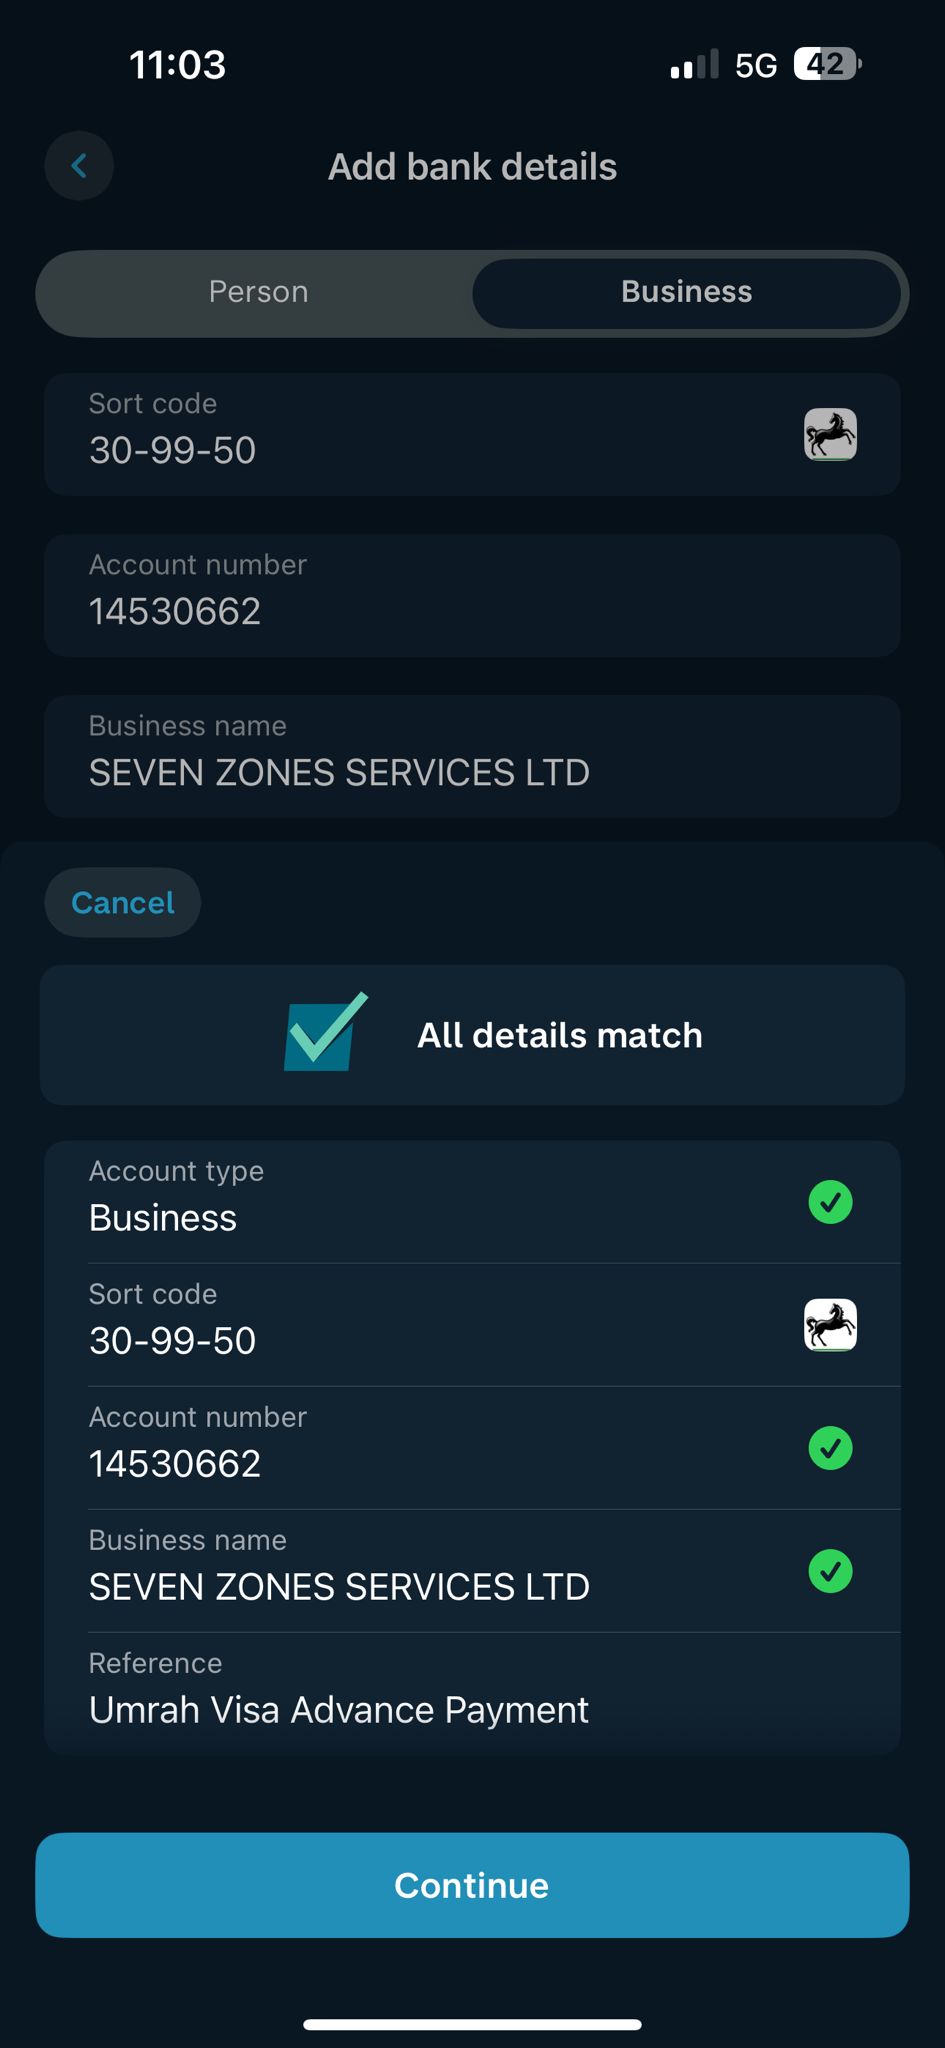 11:03
5G
42
Add bank details
Person
Business
Sort code
30-99-50
Account number
14530662
Business name
SEVEN ZONES SERVICES LTD
Cancel
All details match
Account type
Business
Sort code
30-99-50
Account number
14530662
Business name
SEVEN ZONES SERVICES LTD
Reference
Umrah Visa Advance Payment
Continue